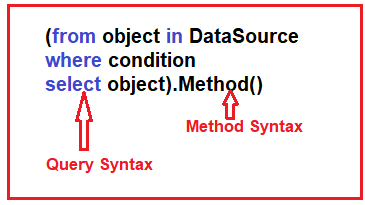 (from object in DataSource
where condition
select object).Method()
Method Syntax
Query Syntax